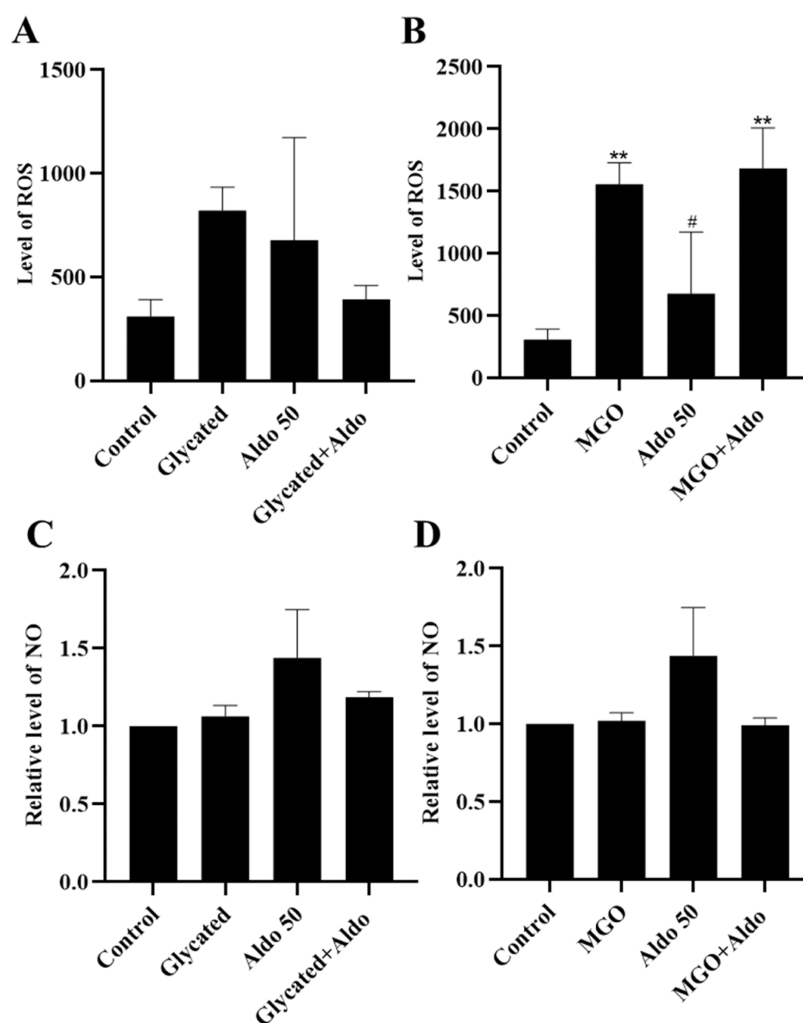 A
Level of ROS
1500
1000
500
0
Control
Glycated
Aldo 50
Glycated+Aldo
B
Level of ROS
2500
2000
1500
1000
500
0
**
#
**
Control
MGO
Aldo 50
MGO+Aldo
C
Relative level of NO
2.0
1.5
1.0
0.5
0.0
Control
Glycated
Aldo 50
Glycated+Aldo
D
Relative level of NO
2.0
1.5
1.0
0.5
0.0
Control
MGO
Aldo 50
MGO+Aldo